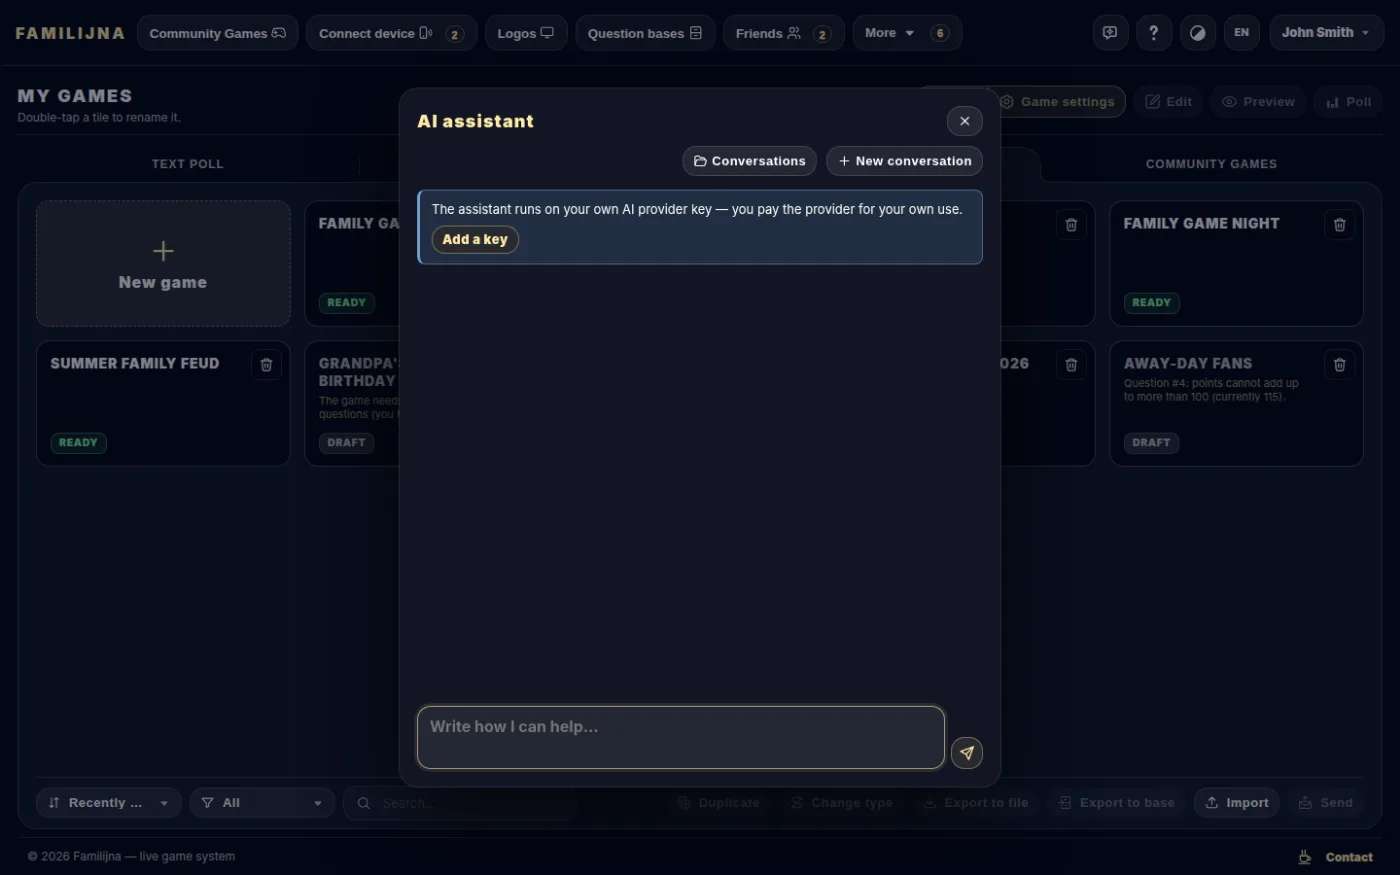 FAMILIJNA
Community Games
Connect device 2
Logos
Question bases
Friends 2
More 6
?
EN
John Smith
MY GAMES
Double-tap a tile to rename it.
Game settings
Edit
Preview
Poll
TEXT POLL
COMMUNITY GAMES
AI assistant
Conversations
New conversation
The assistant runs on your own AI provider key — you pay the provider for your own use.
Add a key
New game
FAMILY GA
READY
FAMILY GAME NIGHT
READY
SUMMER FAMILY FEUD
READY
GRANDPA'
BIRTHDAY
The game need
questions (you
DRAFT
026
AWAY-DAY FANS
Question #4: points cannot add up
to more than 100 (currently 115).
DRAFT
Write how I can help...
Recently ...
All
Search...
Duplicate
Change type
Export to file
Export to base
Import
Send
© 2026 Familijna — live game system
Contact